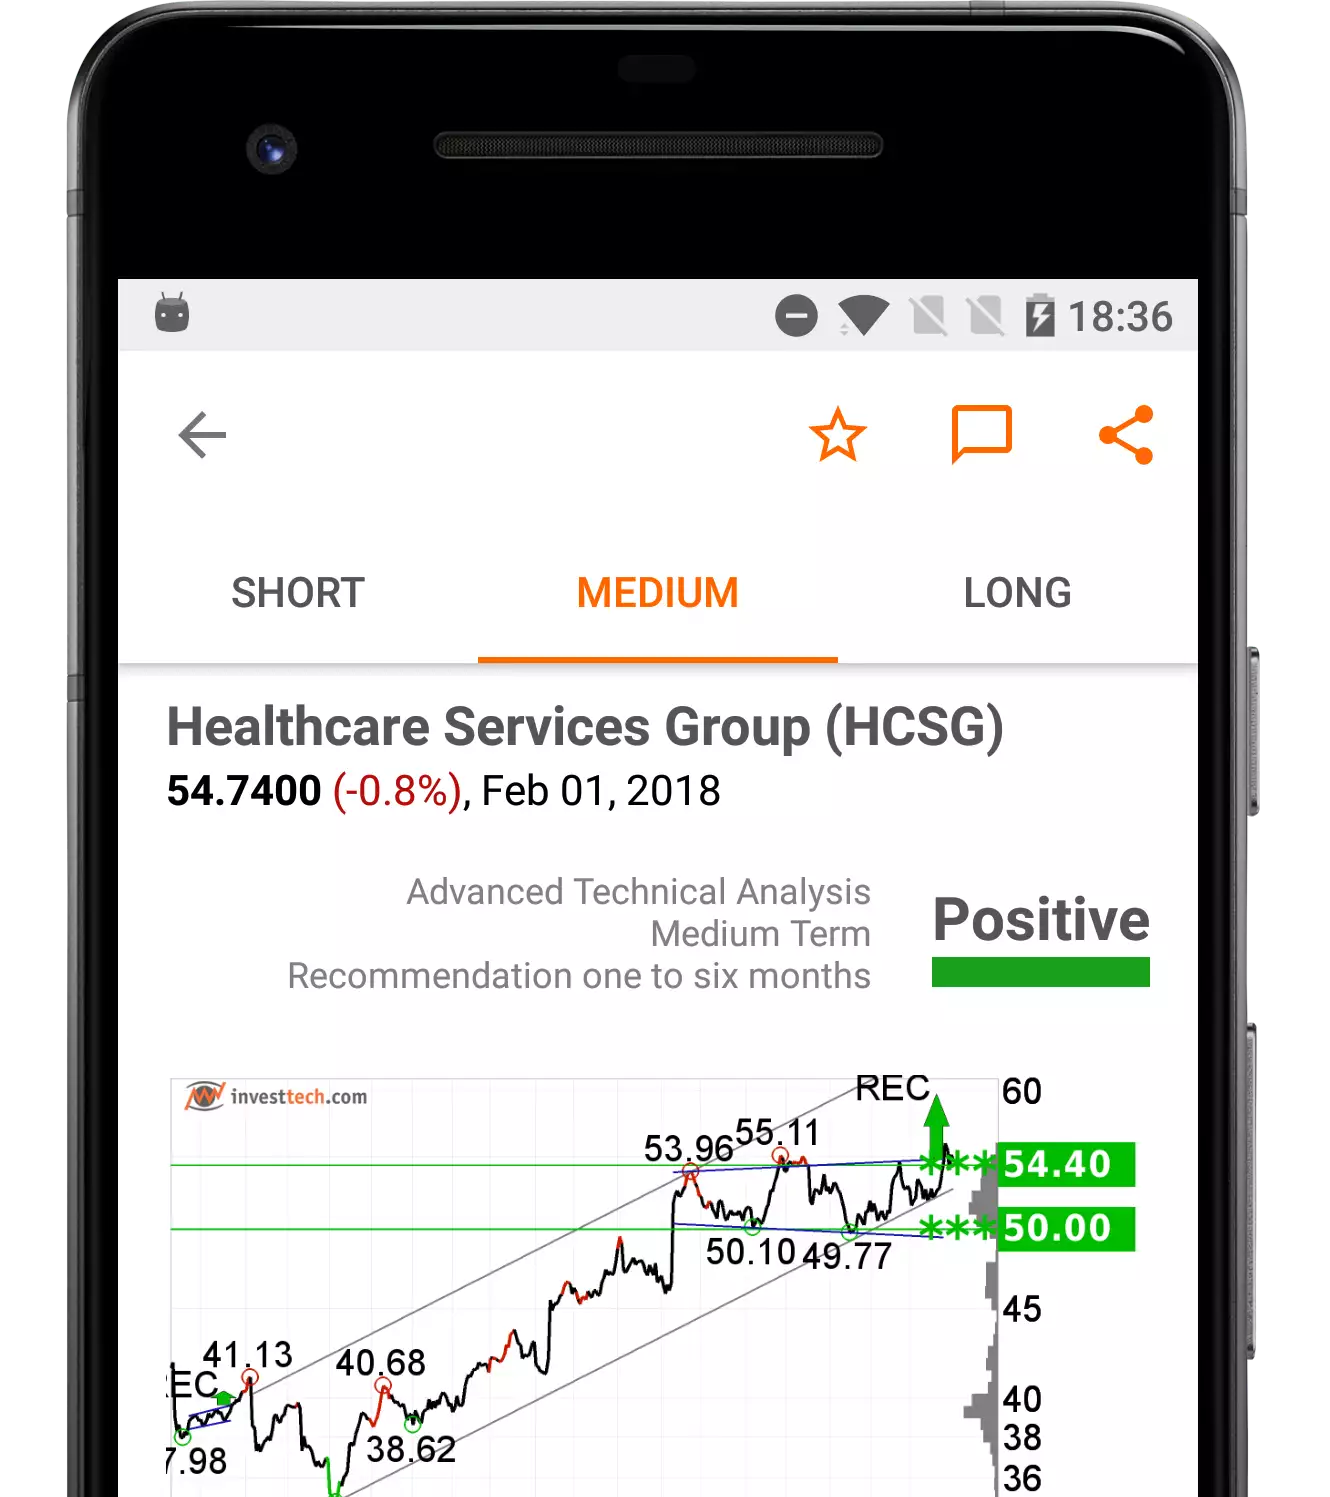 18:36
SHORT MEDIUM LONG
Healthcare Services Group (HCSG)
54.7400 (-0.8%), Feb 01, 2018
Advanced Technical Analysis
Medium Term
Recommendation one to six months
Positive
investtech.com
REC
60
55.11
53.96
***54.40
***50.00
50.10
49.77
45
41.13
40.68
40
38.62
38
7.98
36